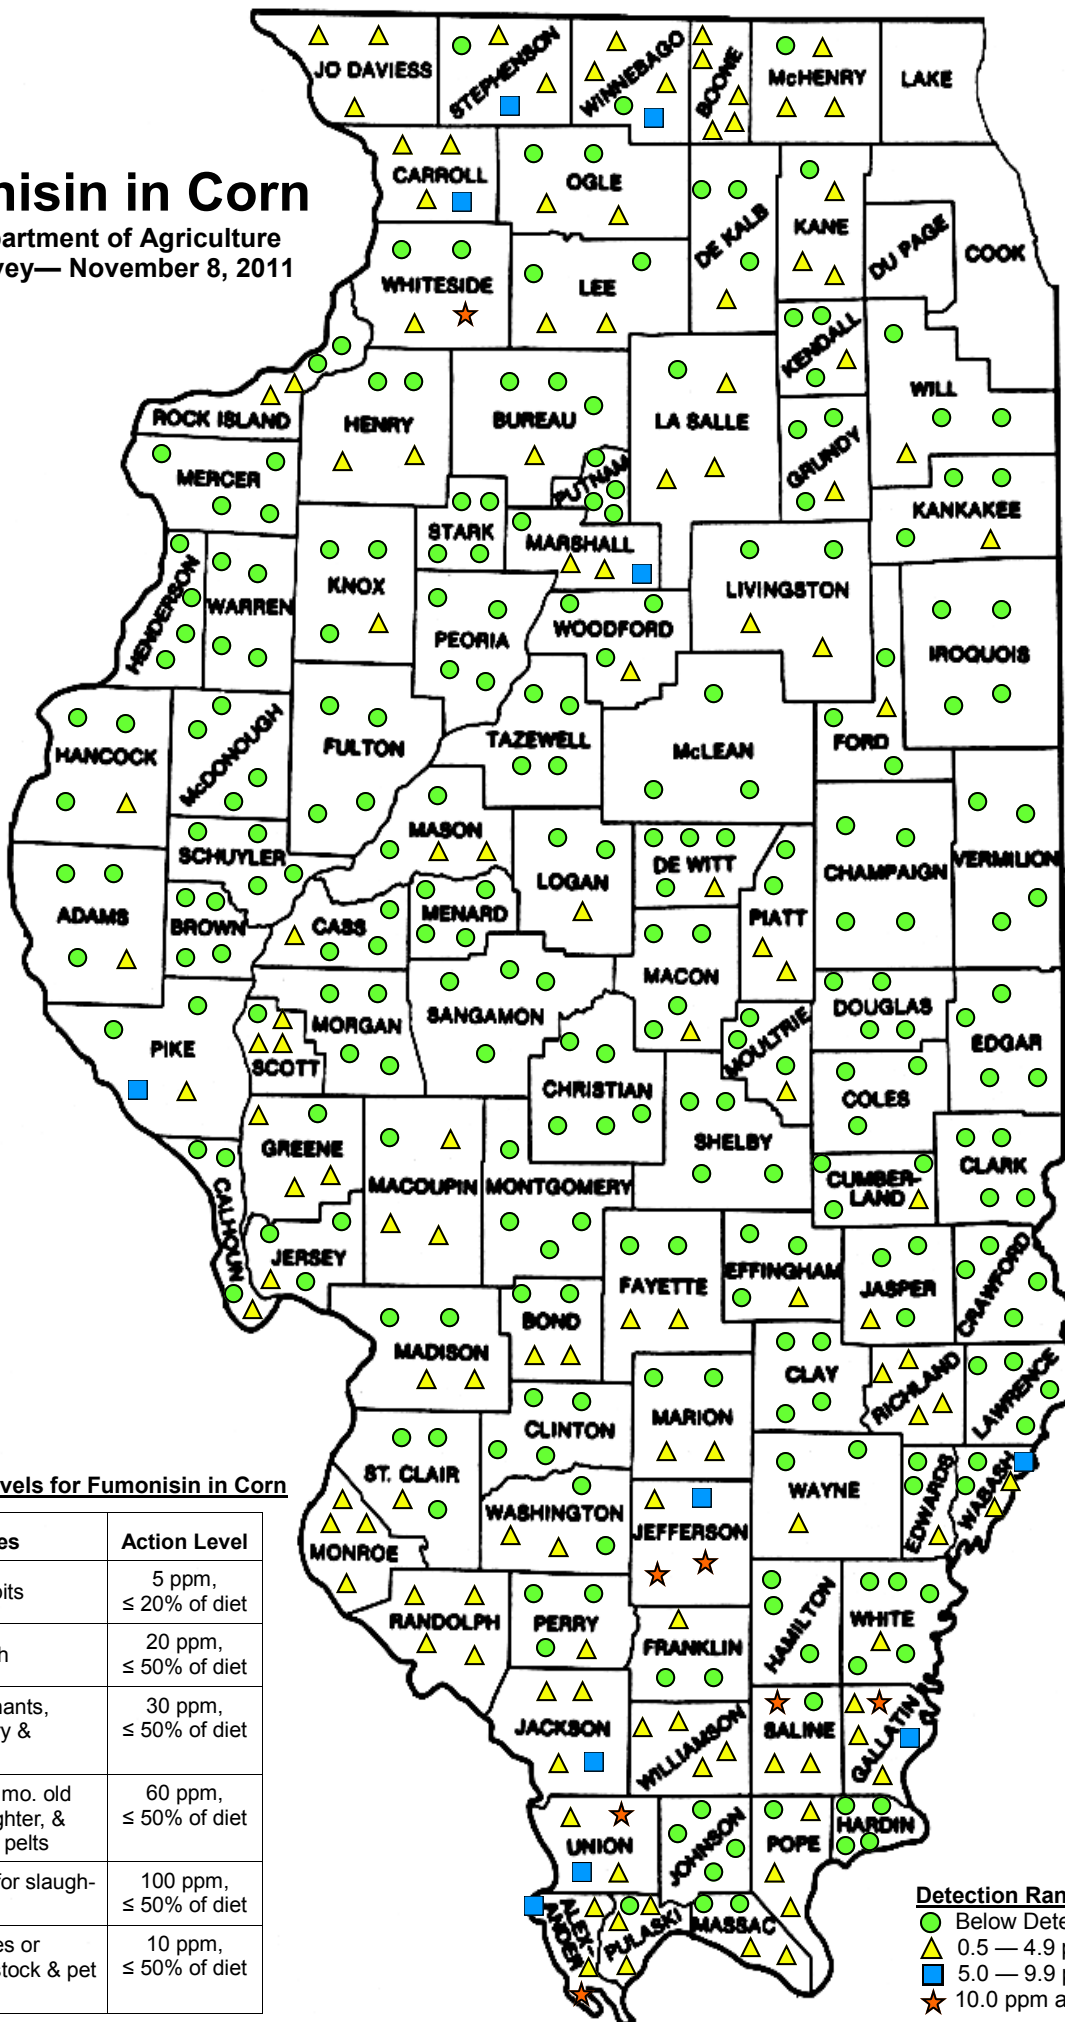 nisin in Corn
partment of Agriculture
vey— November 8, 2011
JO DAVIESS
STEPHENSON
WINNEBAGO
BOONE
McHENRY
LAKE
CARROLL
OGLE
DE KALB
KANE
DU PAGE
COOK
WHITESIDE
LEE
KENDALL
WILL
ROCK ISLAND
HENRY
BUREAU
LA SALLE
GRUNDY
MERCER
PUTNAM
KANKAKEE
STARK
MARSHALL
HENDERSON
WARREN
KNOX
PEORIA
WOODFORD
LIVINGSTON
IROQUOIS
HANCOCK
McDONOUGH
FULTON
TAZEWELL
McLEAN
FORD
SCHUYLER
MASON
LOGAN
DE WITT
CHAMPAIGN
VERMILION
ADAMS
BROWN
CASS
MENARD
PIATT
MACON
PIKE
SCOTT
MORGAN
SANGAMON
MOULTRIE
DOUGLAS
EDGAR
CHRISTIAN
COLES
SHELBY
GREENE
MACOUPIN
MONTGOMERY
CUMBER-
LAND
CLARK
CALHOUN
JERSEY
FAYETTE
EFFINGHAM
JASPER
CRAWFORD
BOND
MADISON
CLAY
RICHLAND
LAWRENCE
CLINTON
MARION
ST. CLAIR
WASHINGTON
JEFFERSON
WAYNE
EDWARDS
WABASH
MONROE
RANDOLPH
PERRY
FRANKLIN
HAMILTON
WHITE
JACKSON
WILLIAMSON
SALINE
GALLATIN
UNION
JOHNSON
POPE
HARDIN
ALEX-
ANDER
PULASKI
MASSAC
vels for Fumonisin in Corn
es
Action Level
bits
5 ppm,
≤ 20% of diet
h
20 ppm,
≤ 50% of diet
nants,
ry &
30 ppm,
≤ 50% of diet
mo. old
ghter, &
pelts
60 ppm,
≤ 50% of diet
for slaugh-
100 ppm,
≤ 50% of diet
es or
stock & pet
10 ppm,
≤ 50% of diet
Detection Ran
Below Dete
0.5 — 4.9 p
5.0 — 9.9 p
10.0 ppm a